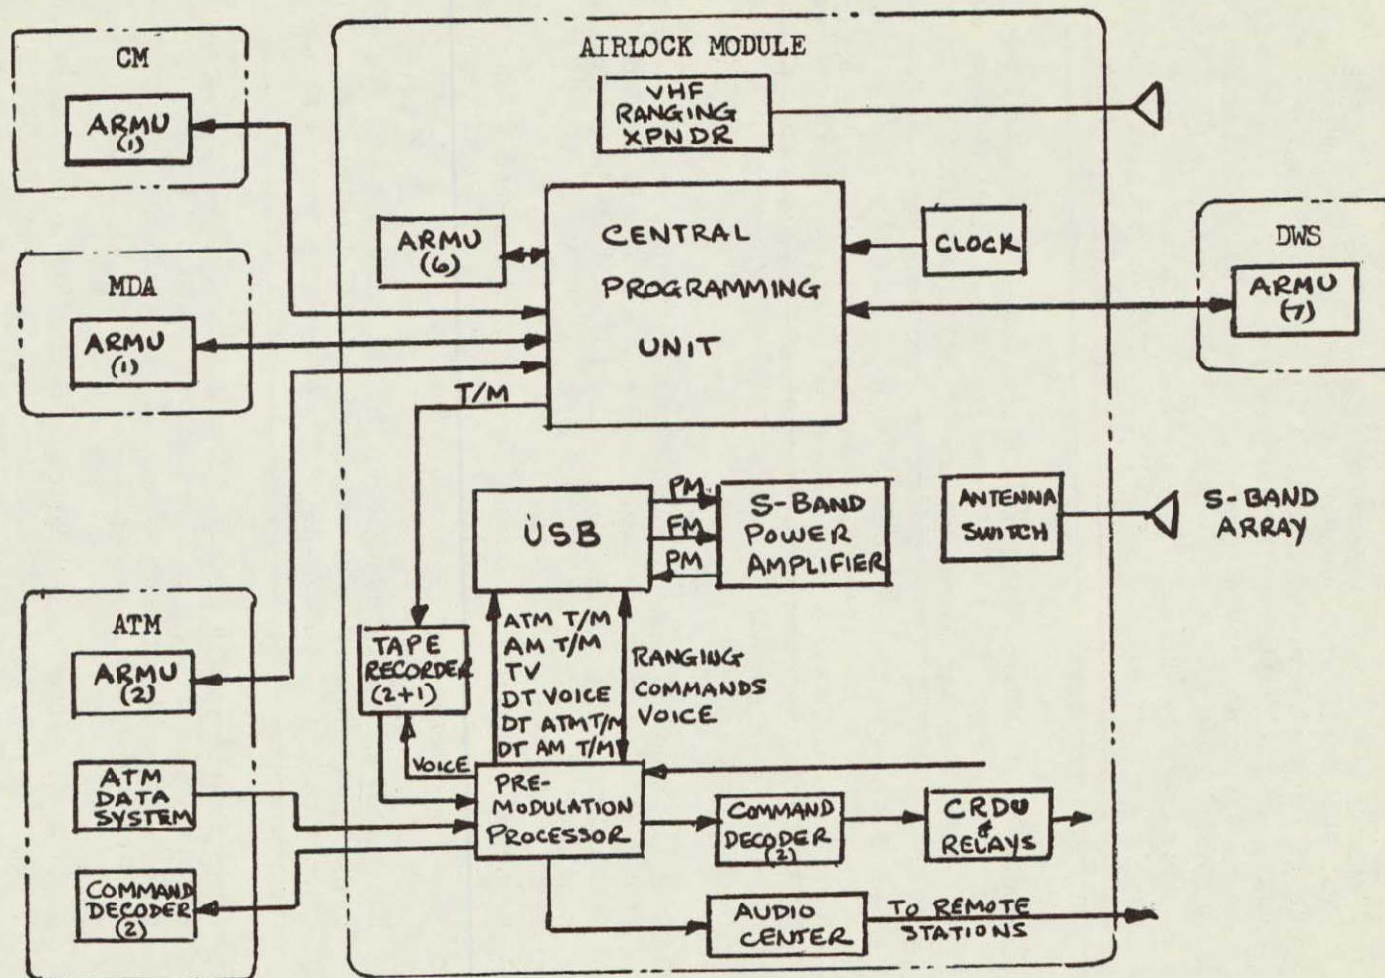 CM
ARMU
(1)
MDA
ARMU
(1)
ATM
ARMU
(2)
ATM
DATA
SYSTEM
COMMAND
DECODER
(2)
AIRLOCK MODULE
VHF
RANGING
XPNDR
ARMU
(6)
CENTRAL
PROGRAMMING
UNIT
CLOCK
T/M
USB
PM
FM
PM
S-BAND
POWER
AMPLIFIER
ANTENNA
SWITCH
TAPE
RECORDER
(2+1)
ATM T/M
AM T/M
TV
DT VOICE
DT ATM T/M
DT AM T/M
RANGING
COMMANDS
VOICE
VOICE
PRE-
MODULATION
PROCESSOR
COMMAND
DECODER
(2)
CRDU
&
RELAYS
AUDIO
CENTER
TO REMOTE
STATIONS
DWS
ARMU
(7)
S-BAND
ARRAY